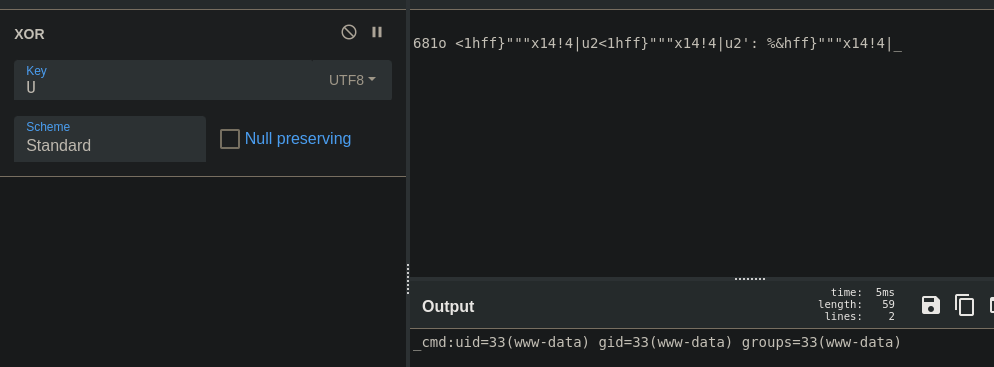 XOR
Key
U
UTF8
Scheme
Standard
Null preserving
681o <1hff}"""x14!4|u2<1hff}"""x14!4|u2': %&hff}"""x14!4|_
Output
time: 5ms
length: 59
lines: 2
_cmd:uid=33(www-data) gid=33(www-data) groups=33(www-data)